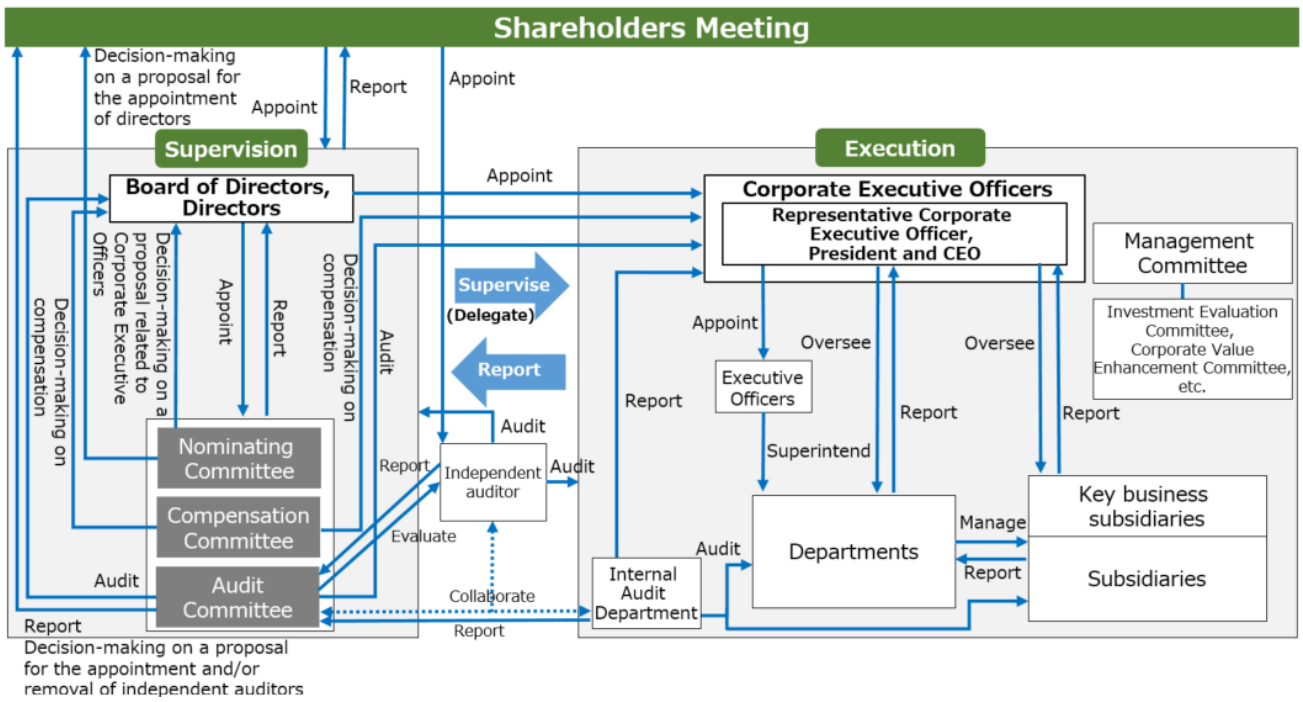 Shareholders Meeting
Decision-making
on a proposal for
the appointment
of directors
Appoint
Report
Appoint
Supervision
Execution
Board of Directors,
Directors
Appoint
Corporate Executive Officers
Representative Corporate
Executive Officer,
President and CEO
Management
Committee
Investment Evaluation
Committee,
Corporate Value
Enhancement Committee,
etc.
Decision-making on
compensation
Decision-making on a
proposal related to
Corporate Executive
Officers
Appoint
Report
Decision-making on
compensation
Audit
Supervise
(Delegate)
Report
Report
Appoint
Oversee
Oversee
Executive
Officers
Report
Report
Superintend
Nominating
Committee
Compensation
Committee
Audit
Committee
Audit
Report
Evaluate
Independent
auditor
Audit
Audit
Collaborate
Report
Internal
Audit
Department
Audit
Departments
Manage
Report
Key business
subsidiaries
Subsidiaries
Report
Decision-making on a proposal
for the appointment and/or
removal of independent auditors